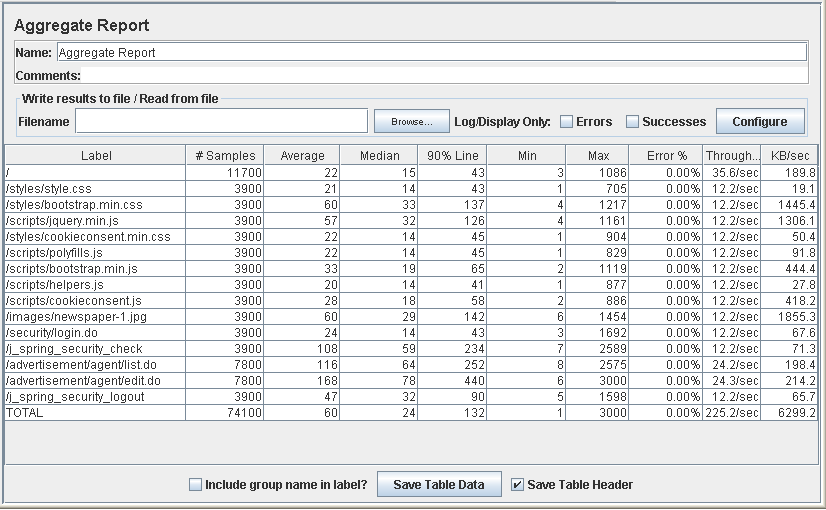 Aggregate Report
Name: Aggregate Report
Comments:
Write results to file / Read from file
Filename Browse... Log/Display Only: Errors Successes Configure
Label # Samples Average Median 90% Line Min Max Error % Through... KB/sec
/ 11700 22 15 43 3 1086 0.00% 35.6/sec 189.8
/styles/style.css 3900 21 14 43 1 705 0.00% 12.2/sec 19.1
/styles/bootstrap.min.css 3900 60 33 137 4 1217 0.00% 12.2/sec 1445.4
/scripts/jquery.min.js 3900 57 32 126 4 1161 0.00% 12.2/sec 1306.1
/styles/cookieconsent.min.css 3900 22 14 45 1 904 0.00% 12.2/sec 50.4
/scripts/polyfills.js 3900 22 14 45 1 829 0.00% 12.2/sec 91.8
/scripts/bootstrap.min.js 3900 33 19 65 2 1119 0.00% 12.2/sec 444.4
/scripts/helpers.js 3900 20 14 41 1 877 0.00% 12.2/sec 27.8
/scripts/cookieconsent.js 3900 28 18 58 2 886 0.00% 12.2/sec 418.2
/images/newspaper-1.jpg 3900 60 29 142 6 1454 0.00% 12.2/sec 1855.3
/security/login.do 3900 24 14 43 3 1692 0.00% 12.2/sec 67.6
/j_spring_security_check 3900 108 59 234 7 2589 0.00% 12.2/sec 71.3
/advertisement/agent/list.do 7800 116 64 252 8 2575 0.00% 24.2/sec 198.4
/advertisement/agent/edit.do 7800 168 78 440 6 3000 0.00% 24.3/sec 214.2
/j_spring_security_logout 3900 47 32 90 5 1598 0.00% 12.2/sec 65.7
TOTAL 74100 60 24 132 1 3000 0.00% 225.2/sec 6299.2
Include group name in label? Save Table Data Save Table Header